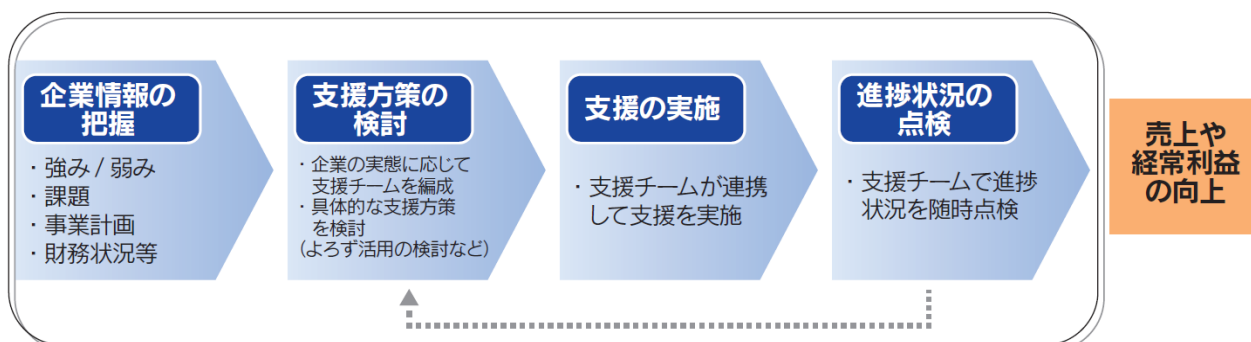 企業情報の
把握
・強み / 弱み
・課題
・事業計画
・財務状況等
支援方策の
検討
・企業の実態に応じて
支援チームを編成
・具体的な支援方策
を検討
(よろず活用の検討など)
支援の実施
・支援チームが連携
して支援を実施
進捗状況の
点検
・支援チームで進捗
状況を随時点検
売上や
経常利益
の向上